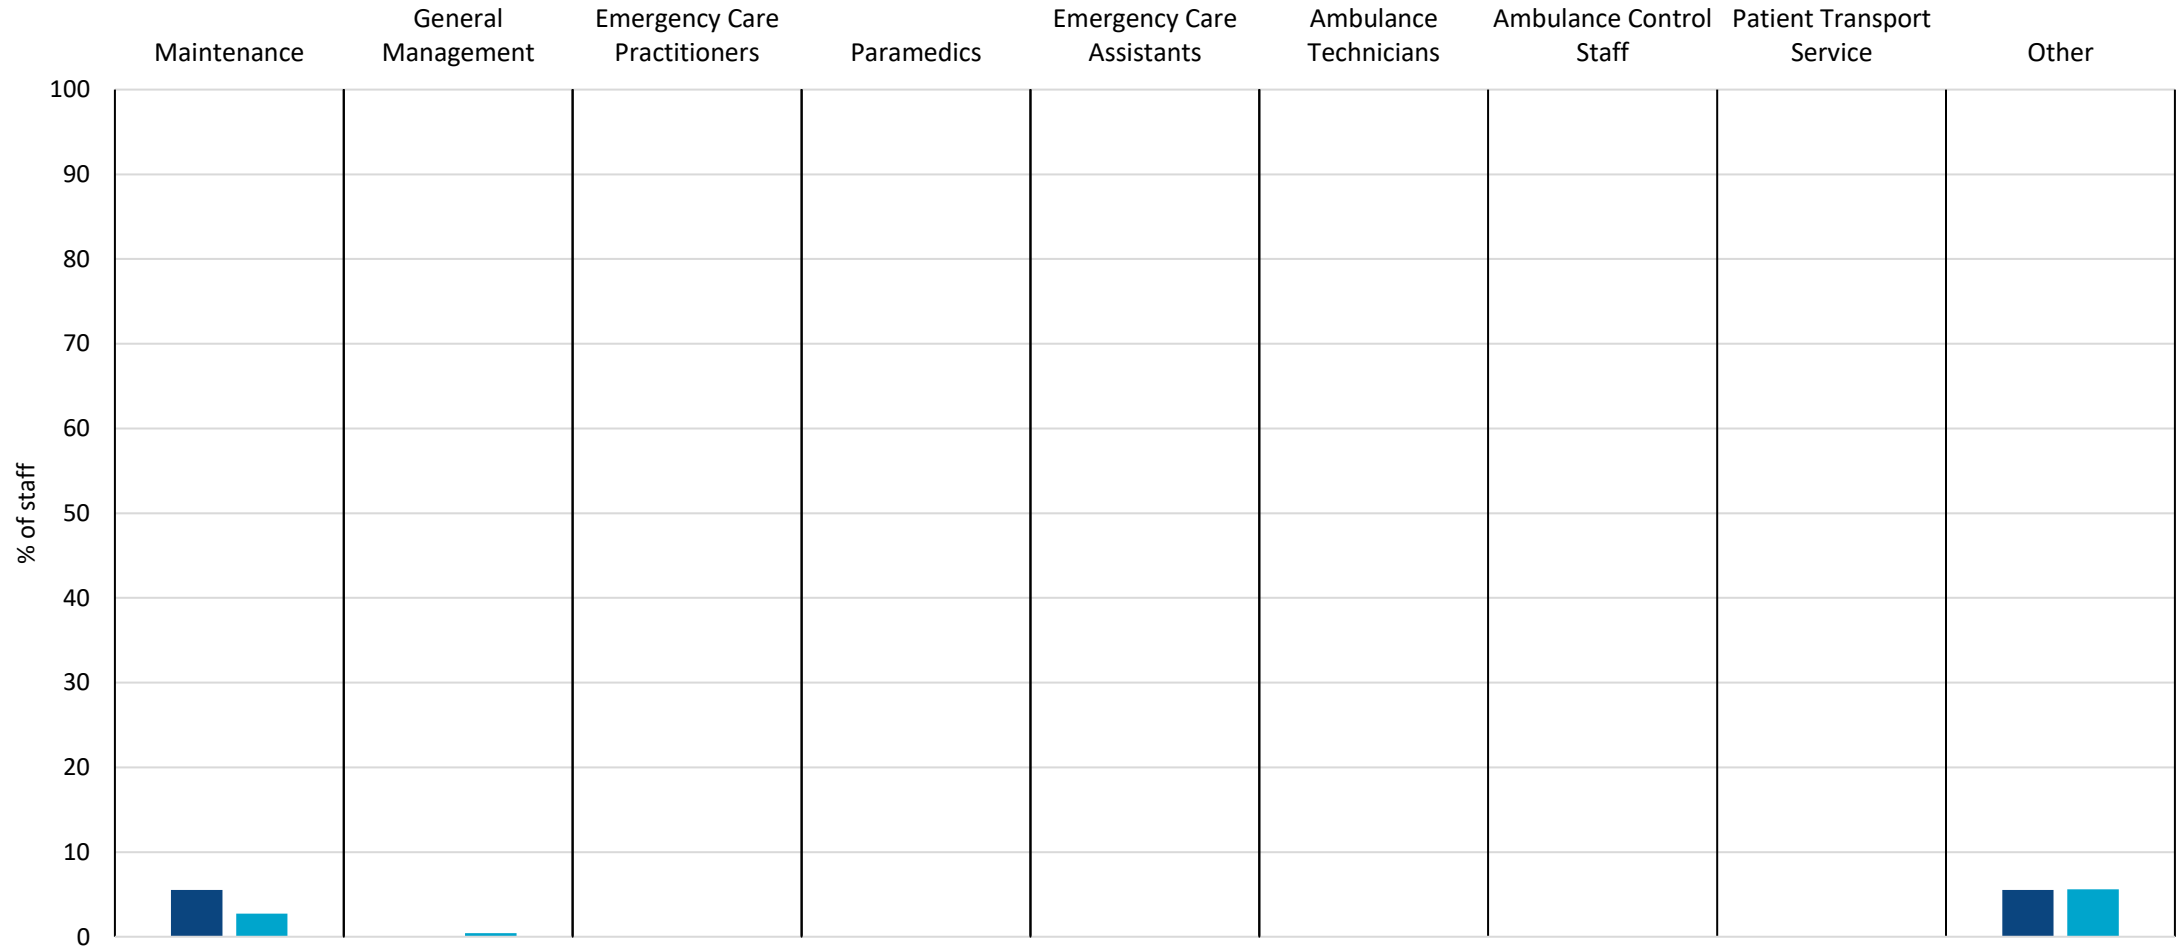 Maintenance
General
Management
Emergency Care
Practitioners
Paramedics
Emergency Care
Assistants
Ambulance
Technicians
Ambulance Control
Staff
Patient Transport
Service
Other
100
90
80
70
60
50
40
30
20
10
0
% of staff